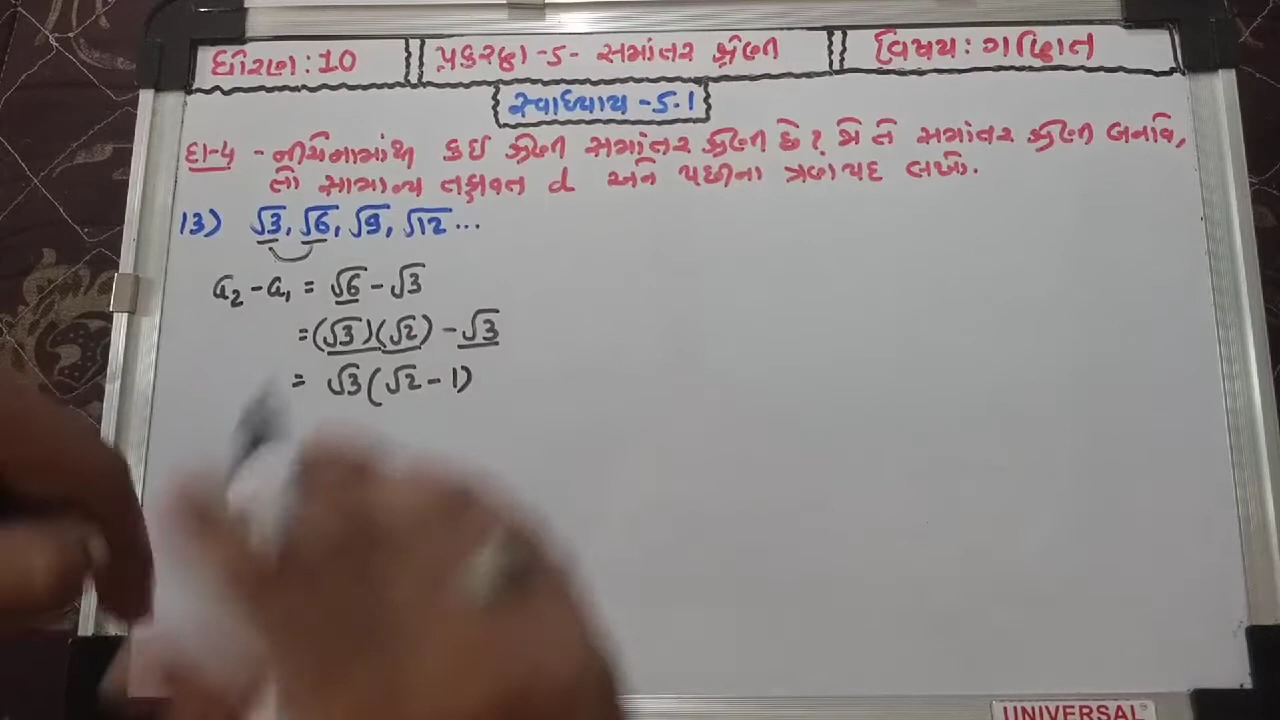 ધોરણ : 10
પ્રકરણ -5 - સમાંતર શ્રેણી
વિષય : ગણિત
સ્વાધ્યાય - 5.1
દા-4 - નીચેનામાંથી કઈ શ્રેણી સમાંતર શ્રેણી છે? જો તે સમાંતર શ્રેણી બનાવે,
તો સામાન્ય તફાવત d અને પછીના ત્રણ પદ લખો.
13) √3, √6, √9, √12 ...
a₂ - a₁ = √6 - √3
= (√3)(√2) - √3
= √3(√2 - 1)
UNIVERSAL